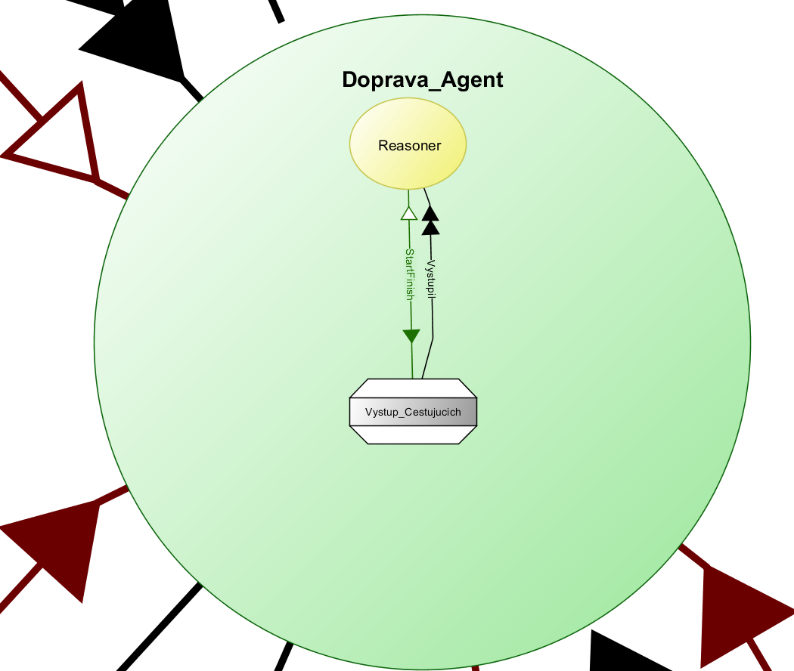 Doprava_Agent
Reasoner
StartFinish
Vystupil
Vystup_Cestujucich